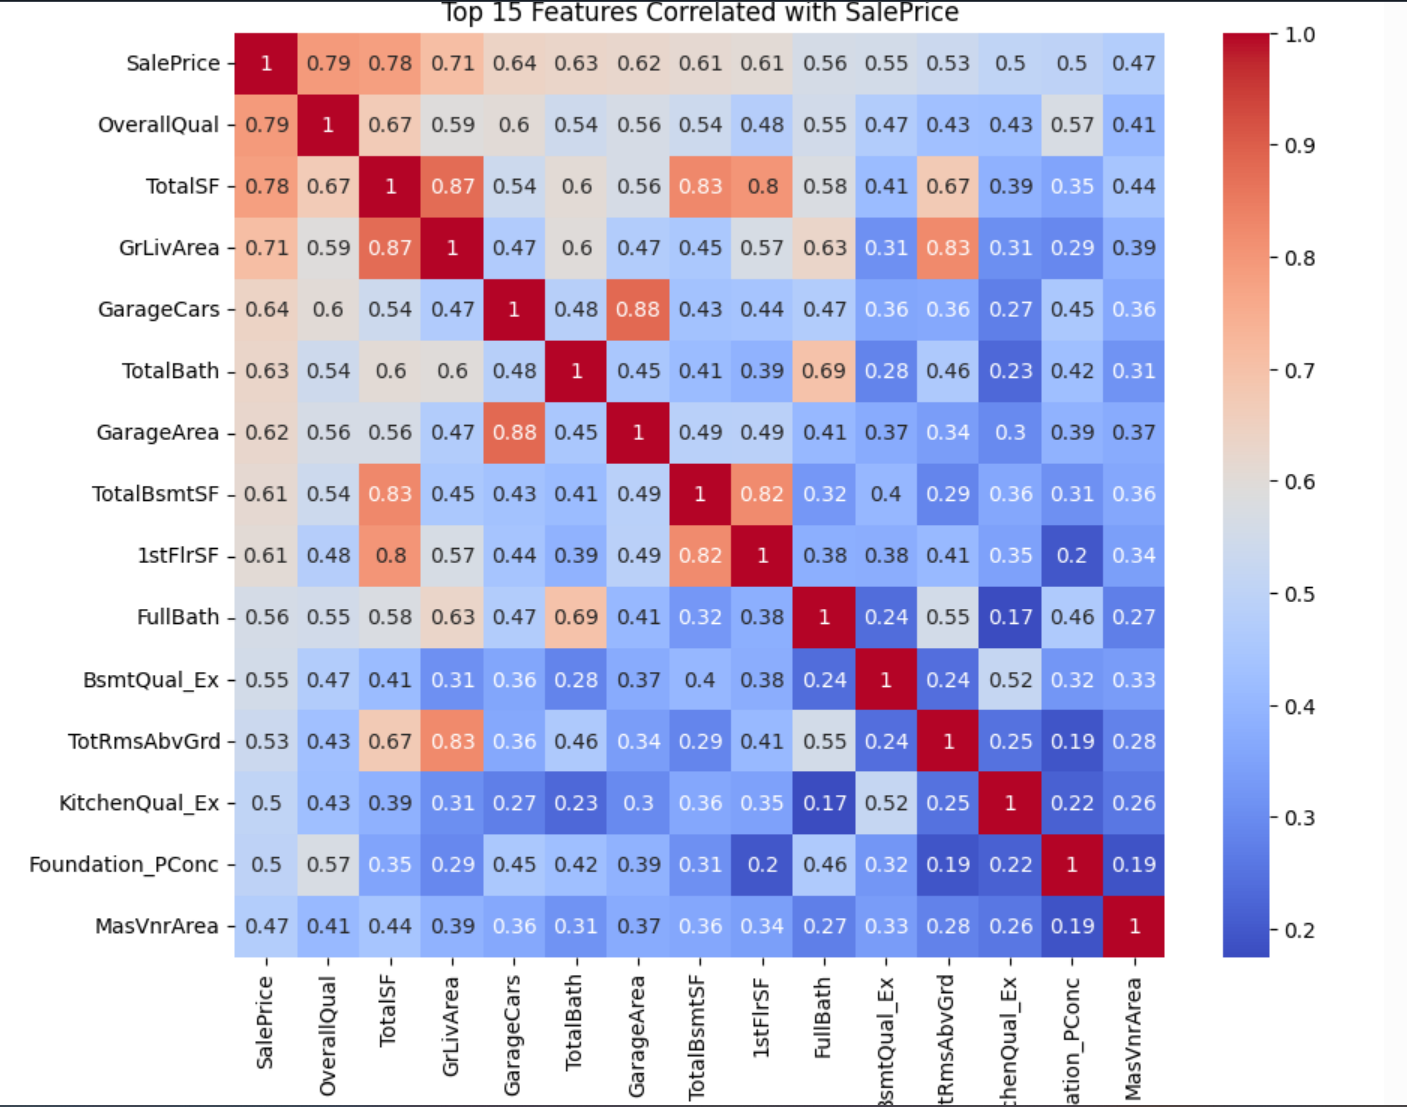 Top 15 Features Correlated with SalePrice
SalePrice 1 0.79 0.78 0.71 0.64 0.63 0.62 0.61 0.61 0.56 0.55 0.53 0.5 0.5 0.47
OverallQual 0.79 1 0.67 0.59 0.6 0.54 0.56 0.54 0.48 0.55 0.47 0.43 0.43 0.57 0.41
TotalSF 0.78 0.67 1 0.87 0.54 0.6 0.56 0.83 0.8 0.58 0.41 0.67 0.39 0.35 0.44
GrLivArea 0.71 0.59 0.87 1 0.47 0.6 0.47 0.45 0.57 0.63 0.31 0.83 0.31 0.29 0.39
GarageCars 0.64 0.6 0.54 0.47 1 0.48 0.88 0.43 0.44 0.47 0.36 0.36 0.27 0.45 0.36
TotalBath 0.63 0.54 0.6 0.6 0.48 1 0.45 0.41 0.39 0.69 0.28 0.46 0.23 0.42 0.31
GarageArea 0.62 0.56 0.56 0.47 0.88 0.45 1 0.49 0.49 0.41 0.37 0.34 0.3 0.39 0.37
TotalBsmtSF 0.61 0.54 0.83 0.45 0.43 0.41 0.49 1 0.82 0.32 0.4 0.29 0.36 0.31 0.36
1stFlrSF 0.61 0.48 0.8 0.57 0.44 0.39 0.49 0.82 1 0.38 0.38 0.41 0.35 0.2 0.34
FullBath 0.56 0.55 0.58 0.63 0.47 0.69 0.41 0.32 0.38 1 0.24 0.55 0.17 0.46 0.27
BsmtQual_Ex 0.55 0.47 0.41 0.31 0.36 0.28 0.37 0.4 0.38 0.24 1 0.24 0.52 0.32 0.33
TotRmsAbvGrd 0.53 0.43 0.67 0.83 0.36 0.46 0.34 0.29 0.41 0.55 0.24 1 0.25 0.19 0.28
KitchenQual_Ex 0.5 0.43 0.39 0.31 0.27 0.23 0.3 0.36 0.35 0.17 0.52 0.25 1 0.22 0.26
Foundation_PConc 0.5 0.57 0.35 0.29 0.45 0.42 0.39 0.31 0.2 0.46 0.32 0.19 0.22 1 0.19
MasVnrArea 0.47 0.41 0.44 0.39 0.36 0.31 0.37 0.36 0.34 0.27 0.33 0.28 0.26 0.19 1
SalePrice
OverallQual
TotalSF
GrLivArea
GarageCars
TotalBath
GarageArea
TotalBsmtSF
1stFlrSF
FullBath
BsmtQual_Ex
tRmsAbvGrd
chenQual_Ex
ation_PConc
MasVnrArea
1.0
0.9
0.8
0.7
0.6
0.5
0.4
0.3
0.2